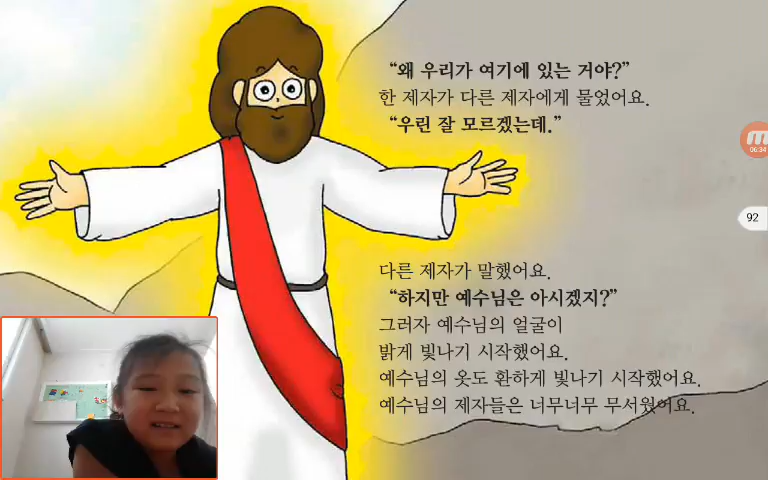 “왜 우리가 여기에 있는 거야?”
한 제자가 다른 제자에게 물었어요.
“우린 잘 모르겠는데.”
06:34
92
다른 제자가 말했어요.
“하지만 예수님은 아시겠지?”
그러자 예수님의 얼굴이
밝게 빛나기 시작했어요.
예수님의 옷도 환하게 빛나기 시작했어요.
예수님의 제자들은 너무너무 무서웠어요.